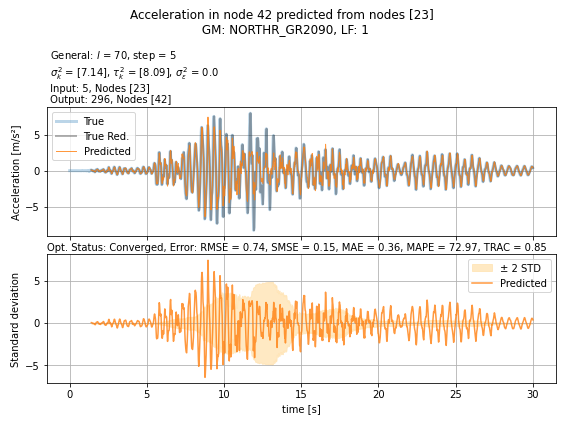 Acceleration in node 42 predicted from nodes [23]
GM: NORTHR_GR2090, LF: 1
General: l = 70, step = 5
σ²ₖ = [7.14], τ²ₖ = [8.09], σ²ε = 0.0
Input: 5, Nodes [23]
Output: 296, Nodes [42]
True
True Red.
Predicted
Acceleration [m/s²]
5
0
−5
Opt. Status: Converged, Error: RMSE = 0.74, SMSE = 0.15, MAE = 0.36, MAPE = 72.97, TRAC = 0.85
± 2 STD
Predicted
Standard deviation
5
0
−5
0 5 10 15 20 25 30
time [s]